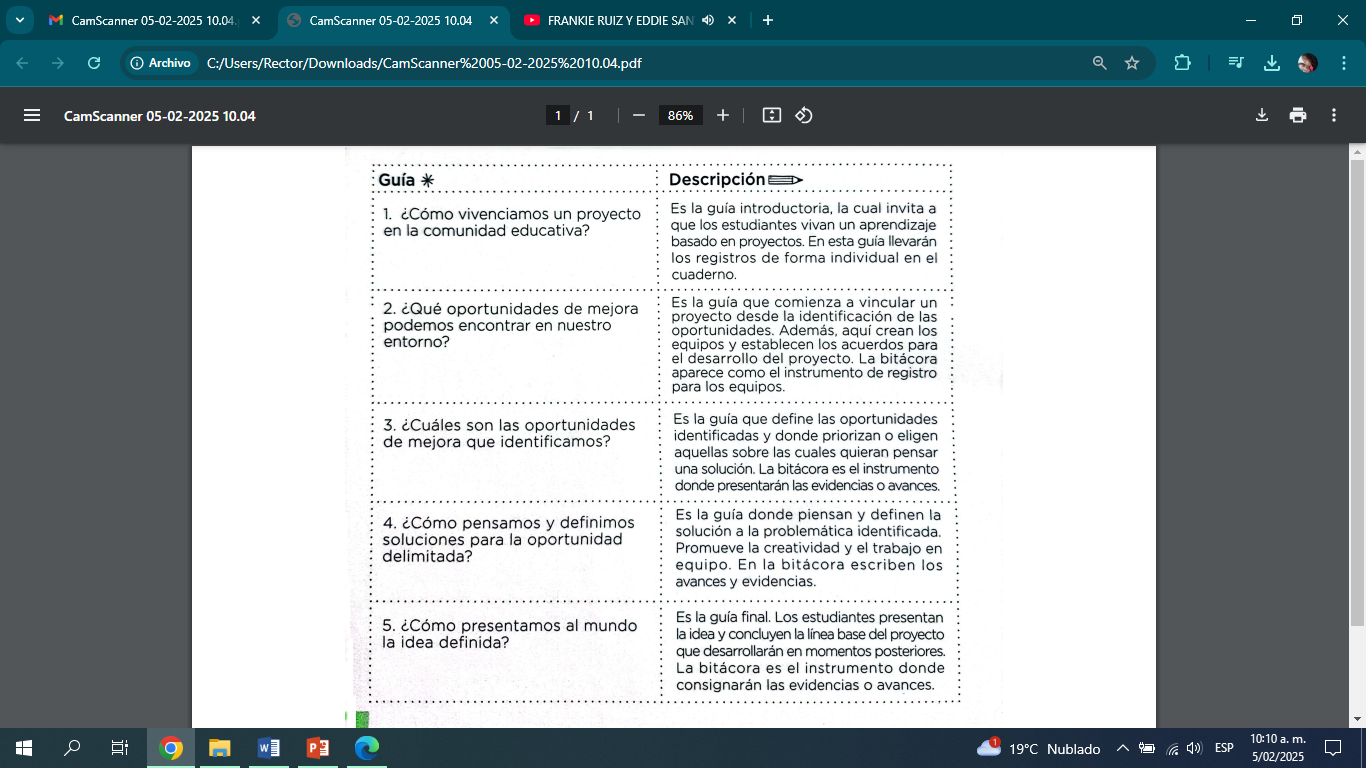 CamScanner 05-02-2025 10.04.p
CamScanner 05-02-2025 10.04
FRANKIE RUIZ Y EDDIE SAN
Archivo
C:/Users/Rector/Downloads/CamScanner%2005-02-2025%2010.04.pdf
CamScanner 05-02-2025 10.04
1 / 1
86%
Guía
Descripción
1. ¿Cómo vivenciamos un proyecto
en la comunidad educativa?
Es la guía introductoria, la cual invita a
que los estudiantes vivan un aprendizaje
basado en proyectos. En esta guía llevarán
los registros de forma individual en el
cuaderno.
2. ¿Qué oportunidades de mejora
podemos encontrar en nuestro
entorno?
Es la guía que comienza a vincular un
proyecto desde la identificación de las
oportunidades. Además, aquí crean los
equipos y establecen los acuerdos para
el desarrollo del proyecto. La bitácora
aparece como el instrumento de registro
para los equipos.
3. ¿Cuáles son las oportunidades
de mejora que identificamos?
Es la guía que define las oportunidades
identificadas y donde priorizan o eligen
aquellas sobre las cuales quieran pensar
una solución. La bitácora es el instrumento
donde presentarán las evidencias o avances.
4. ¿Cómo pensamos y definimos
soluciones para la oportunidad
delimitada?
Es la guía donde piensan y definen la
solución a la problemática identificada.
Promueve la creatividad y el trabajo en
equipo. En la bitácora escriben los
avances y evidencias.
5. ¿Cómo presentamos al mundo
la idea definida?
Es la guía final. Los estudiantes presentan
la idea y concluyen la línea base del proyecto
que desarrollarán en momentos posteriores.
La bitácora es el instrumento donde
consignarán las evidencias o avances.
1
19°C Nublado
ESP
10:10 a. m.
5/02/2025